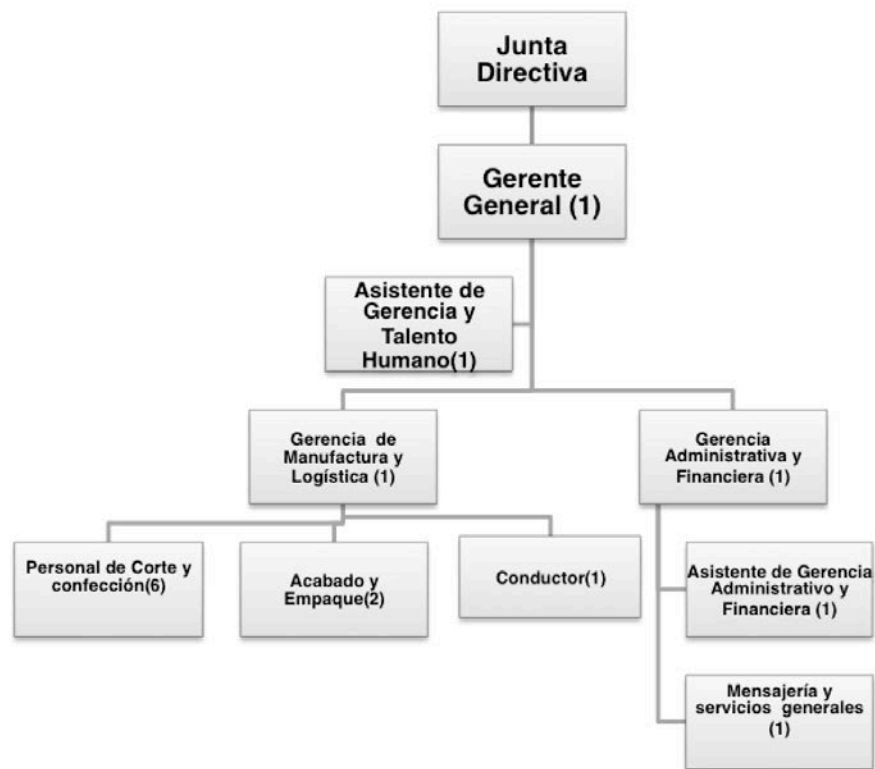 Junta
Directiva
Gerente
General (1)
Asistente de
Gerencia y
Talento
Humano(1)
Gerencia de
Manufactura y
Logística (1)
Gerencia
Administrativa y
Financiera (1)
Personal de Corte y
confección(6)
Acabado y
Empaque(2)
Conductor(1)
Asistente de Gerencia
Administrativo y
Financiera (1)
Mensajería y
servicios generales
(1)